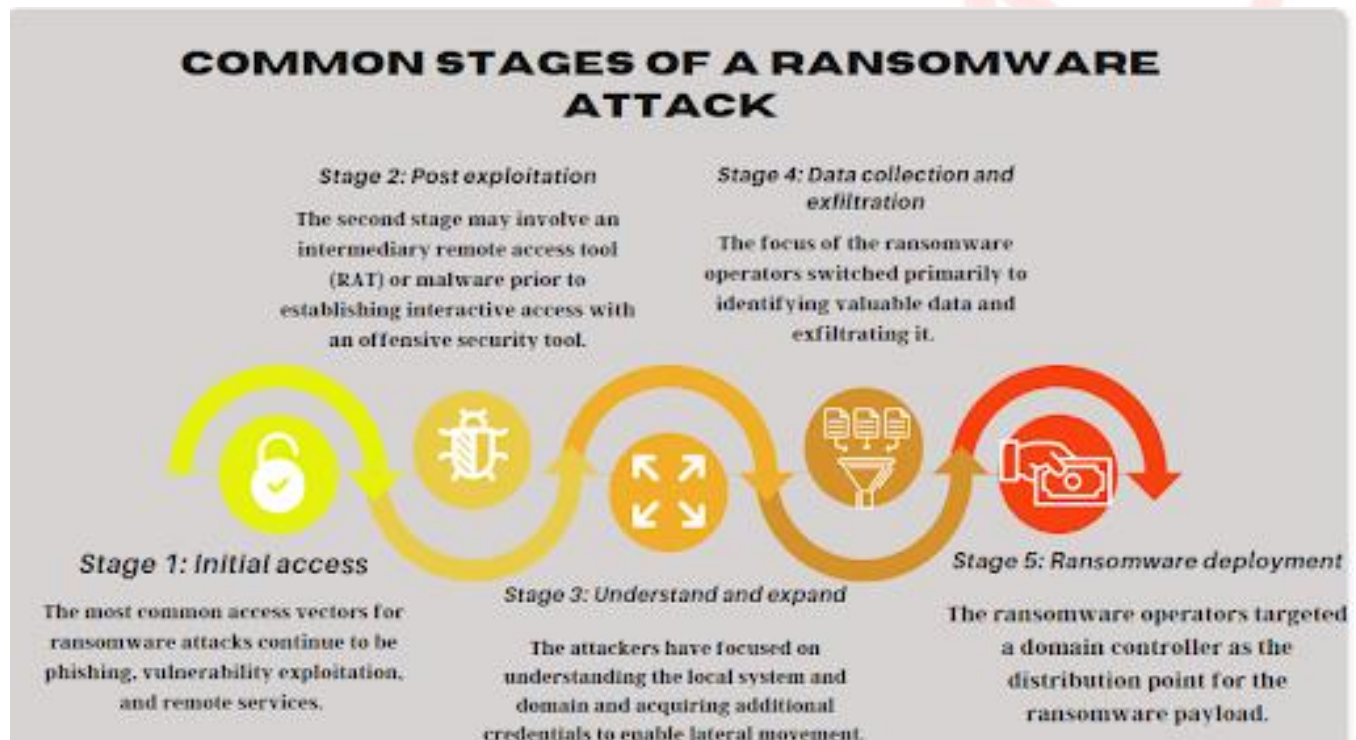 COMMON STAGES OF A RANSOMWARE
ATTACK
Stage 1: Initial access
The most common access vectors for
ransomware attacks continue to be
phishing, vulnerability exploitation,
and remote services.
Stage 2: Post exploitation
The second stage may involve an
intermediary remote access tool
(RAT) or malware prior to
establishing interactive access with
an offensive security tool.
Stage 3: Understand and expand
The attackers have focused on
understanding the local system and
domain and acquiring additional
credentials to enable lateral movement.
Stage 4: Data collection and
exfiltration
The focus of the ransomware
operators switched primarily to
identifying valuable data and
exfiltrating it.
Stage 5: Ransomware deployment
The ransomware operators targeted
a domain controller as the
distribution point for the
ransomware payload.